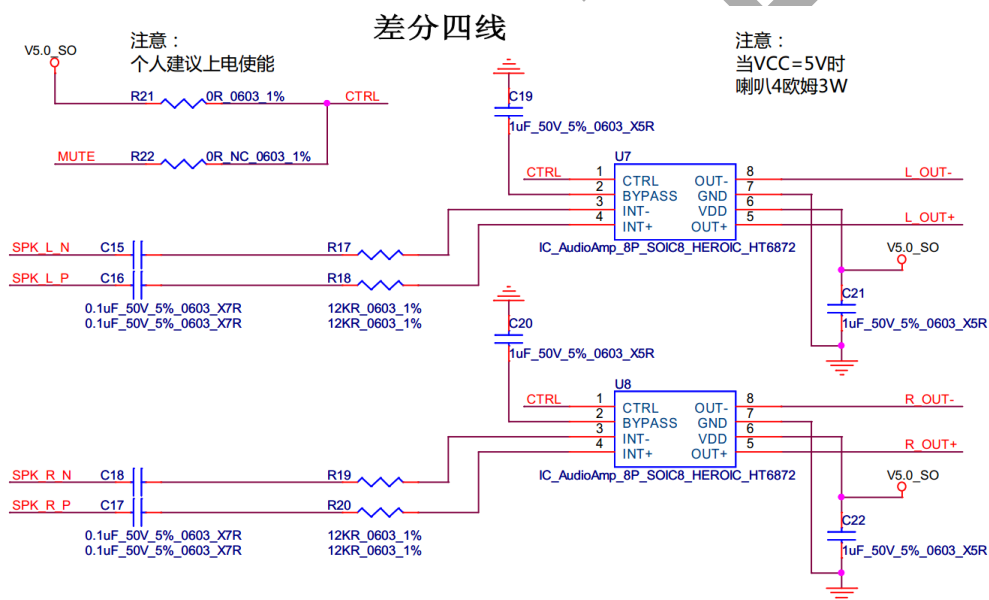 差分四线
V5.0_SO
注意：
个人建议上电使能
注意：
当VCC=5V时
喇叭4欧姆3W
R21
0R_0603_1%
CTRL
MUTE
R22
0R_NC_0603_1%
C19
1uF_50V_5%_0603_X5R
U7
CTRL
1
2
3
4
CTRL
BYPASS
INT-
INT+
OUT-
GND
VDD
OUT+
8
7
6
5
L_OUT-
L_OUT+
IC_AudioAmp_8P_SOIC8_HEROIC_HT6872
V5.0_SO
SPK_L_N
C15
R17
SPK_L_P
C16
R18
0.1uF_50V_5%_0603_X7R
0.1uF_50V_5%_0603_X7R
12KR_0603_1%
12KR_0603_1%
C21
1uF_50V_5%_0603_X5R
C20
1uF_50V_5%_0603_X5R
U8
CTRL
1
2
3
4
CTRL
BYPASS
INT-
INT+
OUT-
GND
VDD
OUT+
8
7
6
5
R_OUT-
R_OUT+
IC_AudioAmp_8P_SOIC8_HEROIC_HT6872
V5.0_SO
SPK_R_N
C18
R19
SPK_R_P
C17
R20
0.1uF_50V_5%_0603_X7R
0.1uF_50V_5%_0603_X7R
12KR_0603_1%
12KR_0603_1%
C22
1uF_50V_5%_0603_X5R